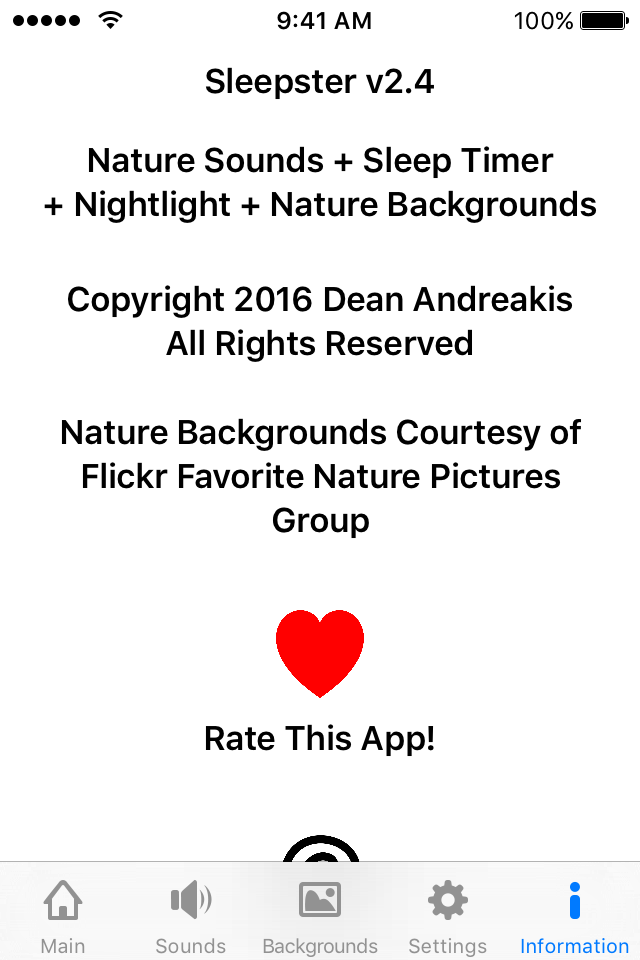 9:41 AM
100%
Sleepster v2.4
Nature Sounds + Sleep Timer
+ Nightlight + Nature Backgrounds
Copyright 2016 Dean Andreakis
All Rights Reserved
Nature Backgrounds Courtesy of
Flickr Favorite Nature Pictures
Group
Rate This App!
Main
Sounds
Backgrounds
Settings
Information